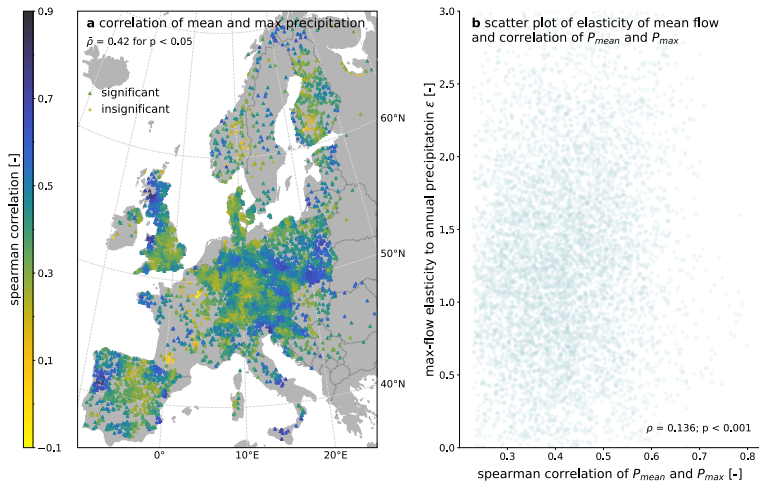 a correlation of mean and max precipitation
ρ̄ = 0.42 for p < 0.05
significant
insignificant
spearman correlation [-]
0.9
0.7
0.5
0.3
0.1
−0.1
60°N
50°N
40°N
0°
10°E
20°E
b scatter plot of elasticity of mean flow
and correlation of Pmean and Pmax
max-flow elasticity to annual precipitatoin ε [-]
3.0
2.5
2.0
1.5
1.0
0.5
0.0
ρ = 0.136; p < 0.001
0.3 0.4 0.5 0.6 0.7 0.8
spearman correlation of Pmean and Pmax [-]